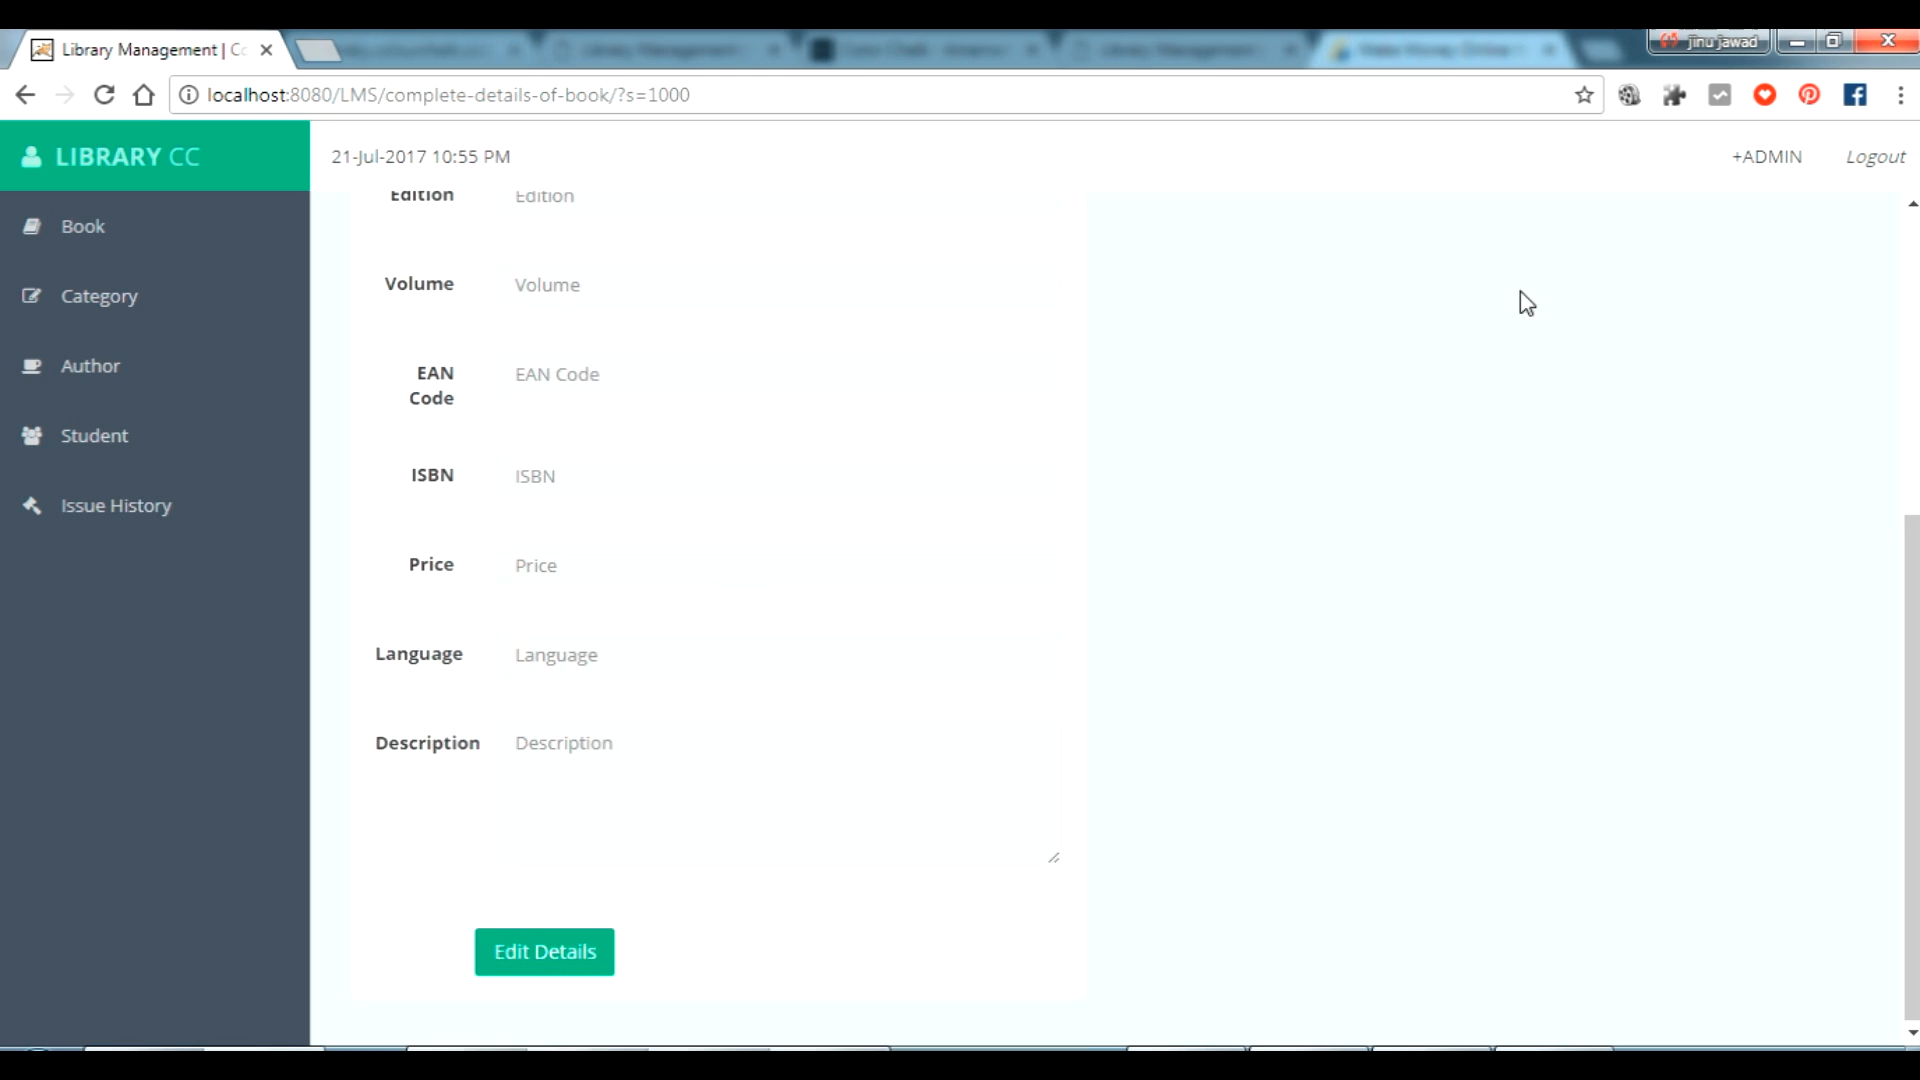 Library Management | Co
jinu jawad
localhost:8080/LMS/complete-details-of-book/?s=1000
LIBRARY CC
21-Jul-2017 10:55 PM
+ADMIN
Logout
Book
Category
Author
Student
Issue History
Edition Edition
Volume Volume
EAN EAN Code
Code
ISBN ISBN
Price Price
Language Language
Description Description
Edit Details